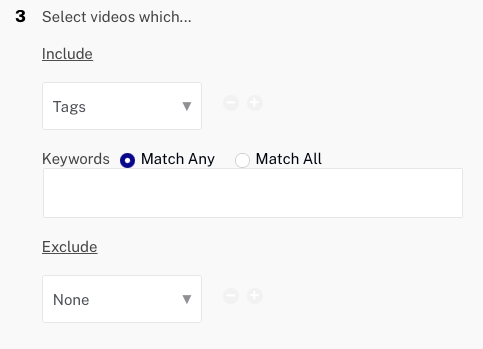 3 Select videos which...
Include
Tags
Keywords Match Any Match All
Exclude
None